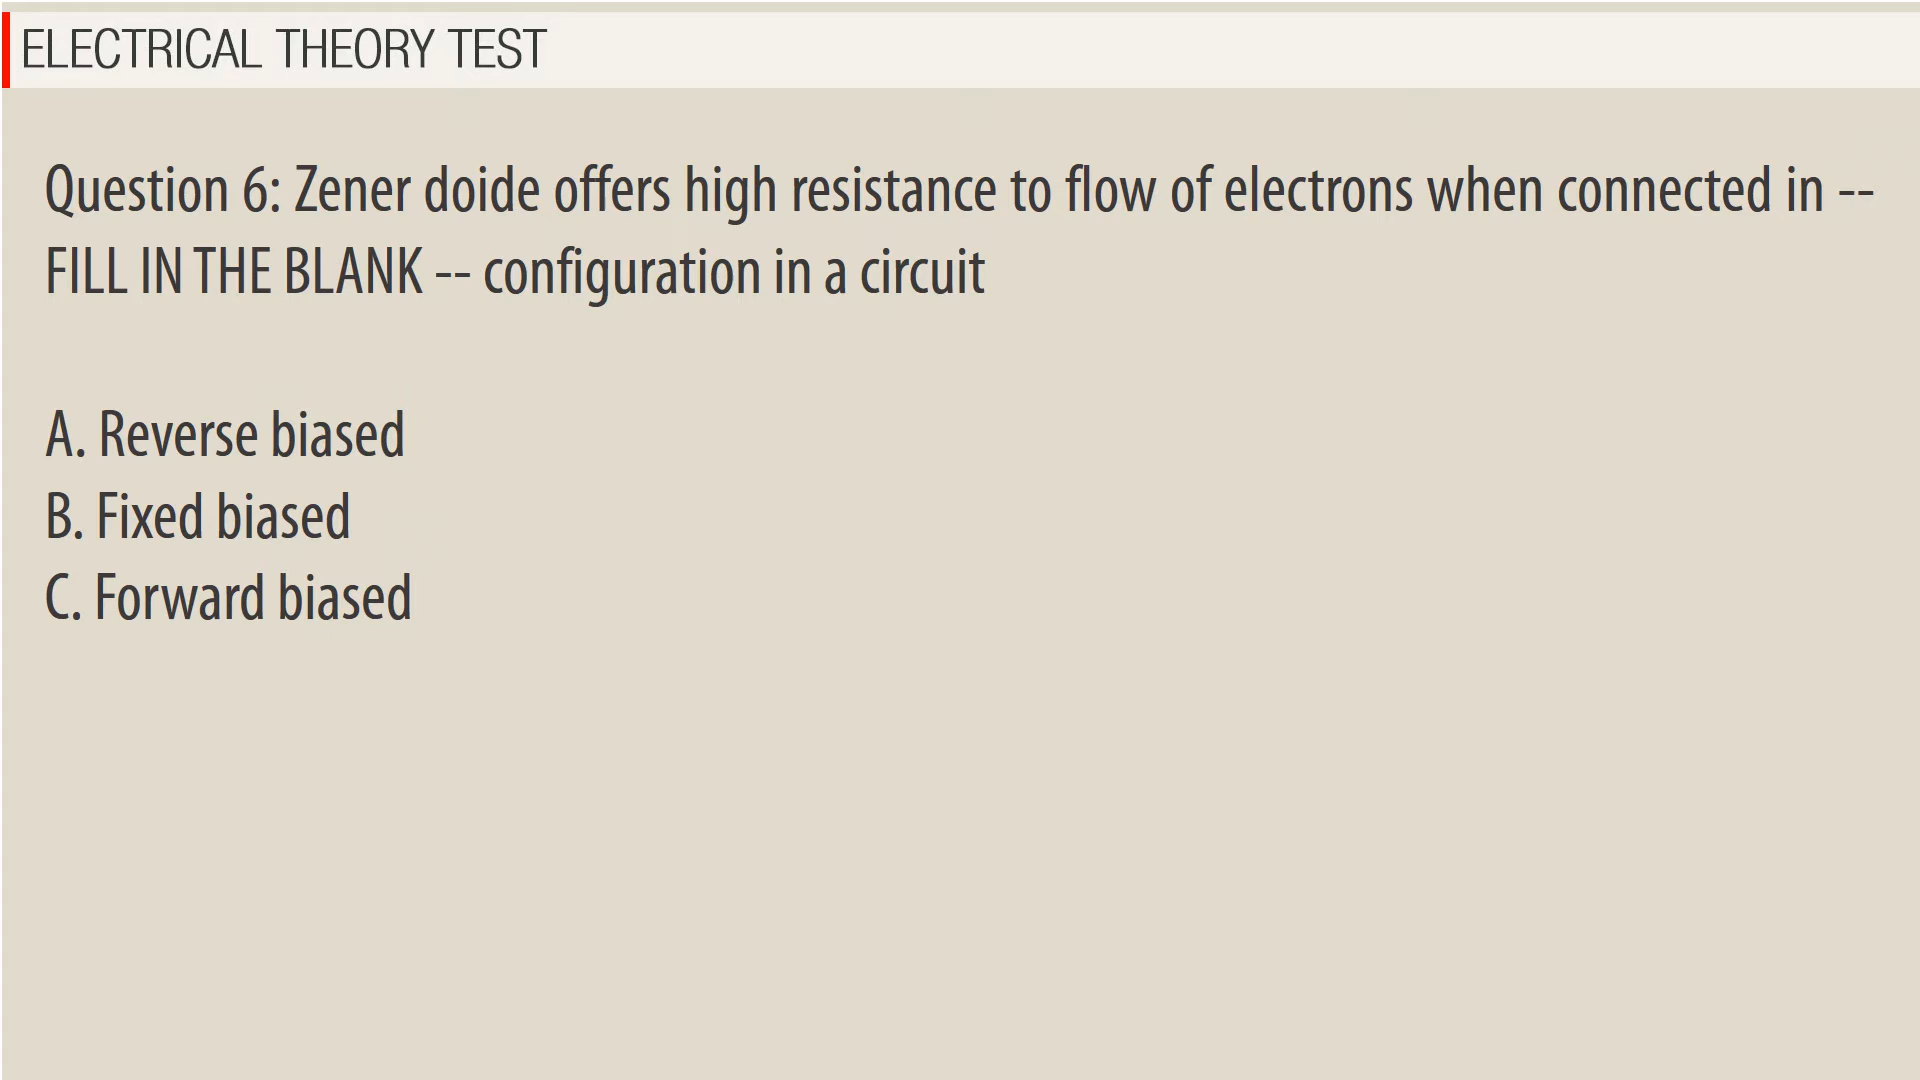 ELECTRICAL THEORY TEST
Question 6: Zener doide offers high resistance to flow of electrons when connected in --
FILL IN THE BLANK -- configuration in a circuit
A. Reverse biased
B. Fixed biased
C. Forward biased